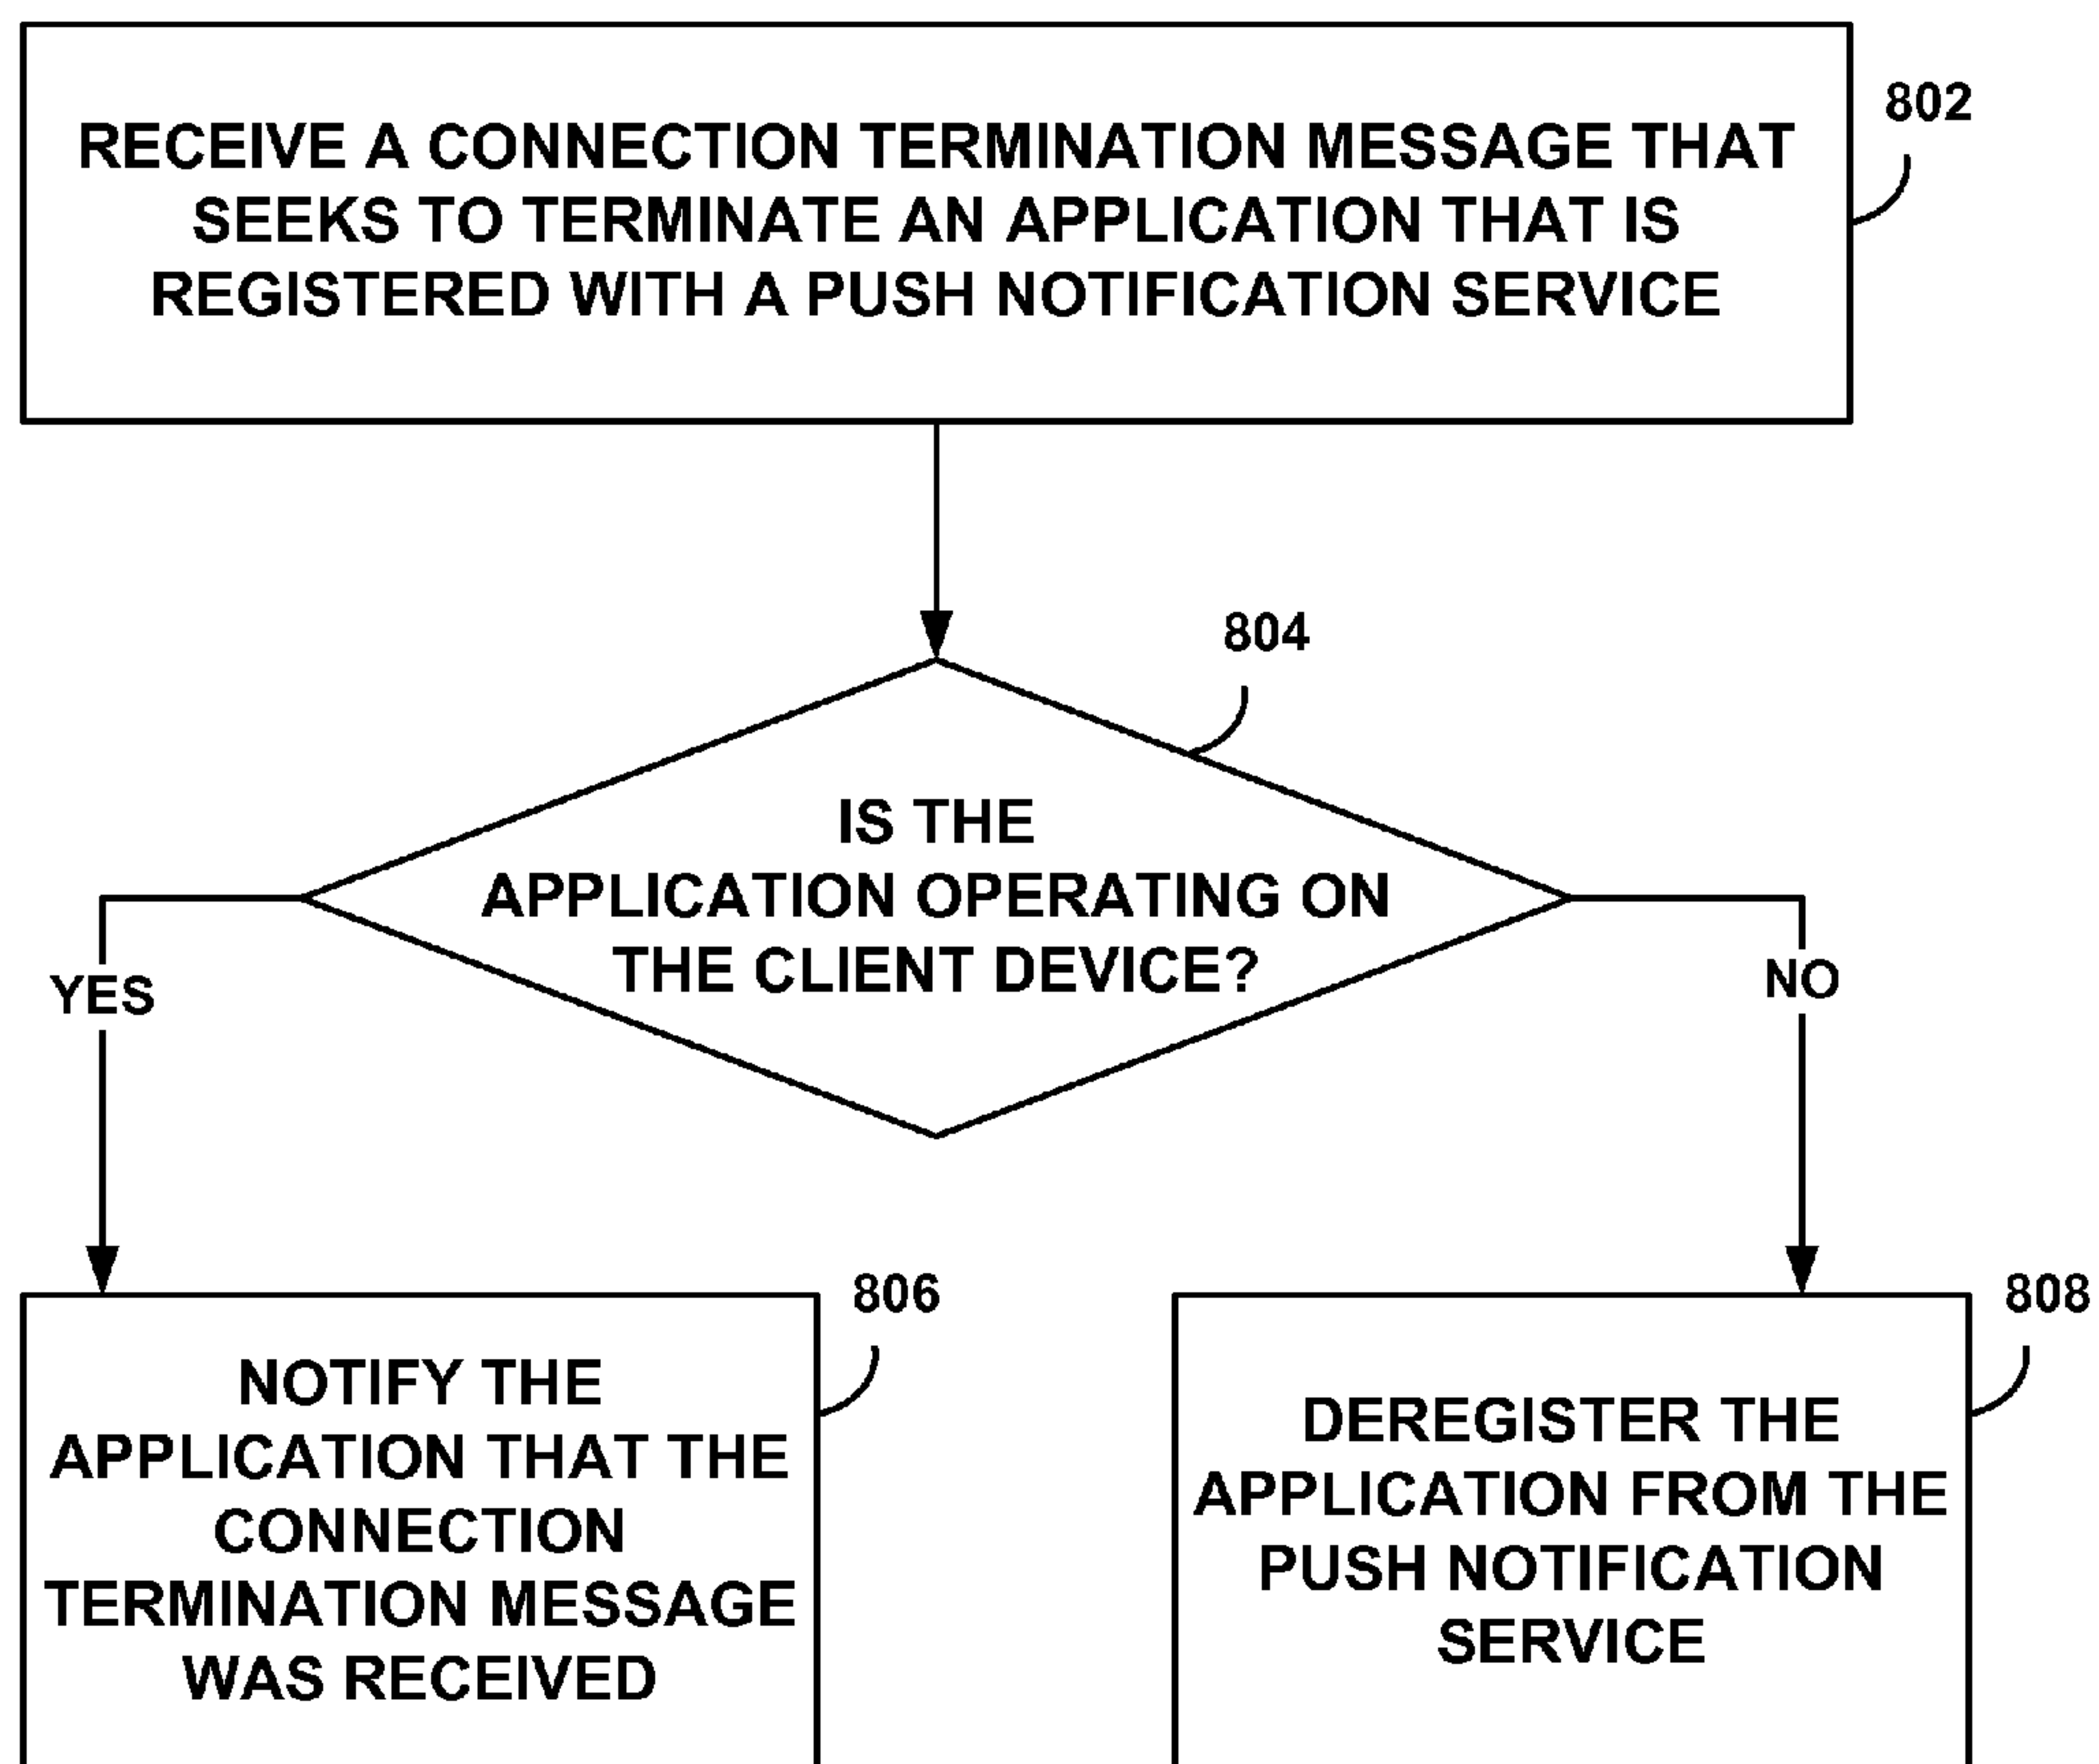 802
RECEIVE A CONNECTION TERMINATION MESSAGE THAT
SEEKS TO TERMINATE AN APPLICATION THAT IS
REGISTERED WITH A PUSH NOTIFICATION SERVICE
804
IS THE
APPLICATION OPERATING ON
THE CLIENT DEVICE?
YES
NO
806
NOTIFY THE
APPLICATION THAT THE
CONNECTION
TERMINATION MESSAGE
WAS RECEIVED
808
DEREGISTER THE
APPLICATION FROM THE
PUSH NOTIFICATION
SERVICE